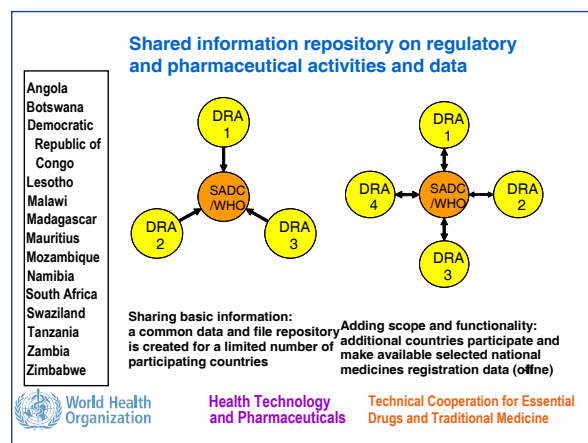 Shared information repository on regulatory
and pharmaceutical activities and data
Angola
Botswana
Democratic
Republic of
Congo
Lesotho
Malawi
Madagascar
Mauritius
Mozambique
Namibia
South Africa
Swaziland
Tanzania
Zambia
Zimbabwe
DRA
1
SADC
/WHO
DRA
2
DRA
3
DRA
1
DRA
4
SADC
/WHO
DRA
2
DRA
3
Sharing basic information:
a common data and file repository
is created for a limited number of
participating countries
Adding scope and functionality:
additional countries participate and
make available selected national
medicines registration data (offne)
World Health
Organization
Health Technology
and Pharmaceuticals
Technical Cooperation for Essential
Drugs and Traditional Medicine